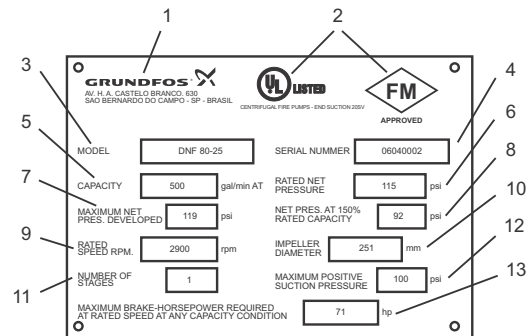 1 2
3 4
5 6
7 8
9 10
11 12
13
GRUNDFOS
AV. H. A. CASTELO BRANCO. 630
SAO BERNARDO DO CAMPO - SP - BRASIL
UL LISTED
CENTRIFUGAL FIRE PUMPS - END SUCTION 20SV
FM
APPROVED
MODEL DNF 80-25 SERIAL NUMMER 06040002
CAPACITY 500 gal/min AT RATED NET
PRESSURE 115 psi
MAXIMUM NET
PRES. DEVELOPED 119 psi NET PRES. AT 150%
RATED CAPACITY 92 psi
RATED
SPEED RPM. 2900 rpm IMPELLER
DIAMETER 251 mm
NUMBER OF
STAGES 1 MAXIMUM POSITIVE
SUCTION PRESSURE 100 psi
MAXIMUM BRAKE-HORSEPOWER REQUIRED
AT RATED SPEED AT ANY CAPACITY CONDITION 71 hp